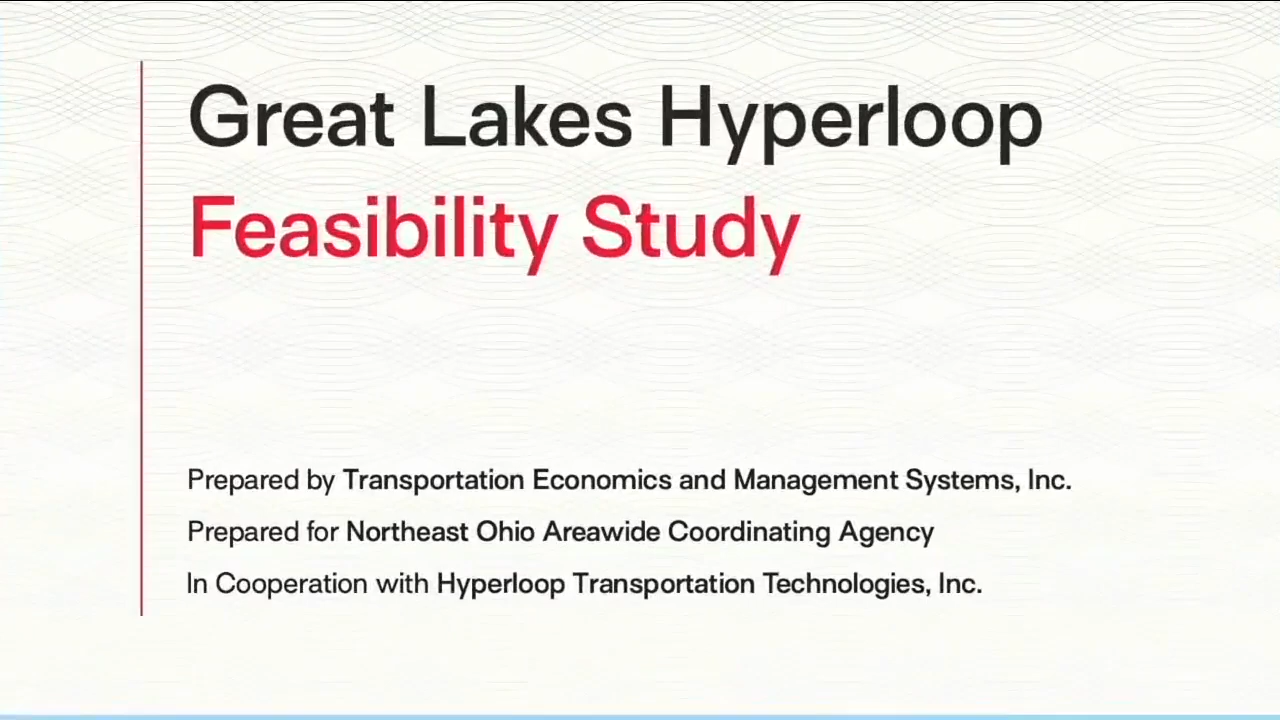 Great Lakes Hyperloop
Feasibility Study
Prepared by Transportation Economics and Management Systems, Inc.
Prepared for Northeast Ohio Areawide Coordinating Agency
In Cooperation with Hyperloop Transportation Technologies, Inc.